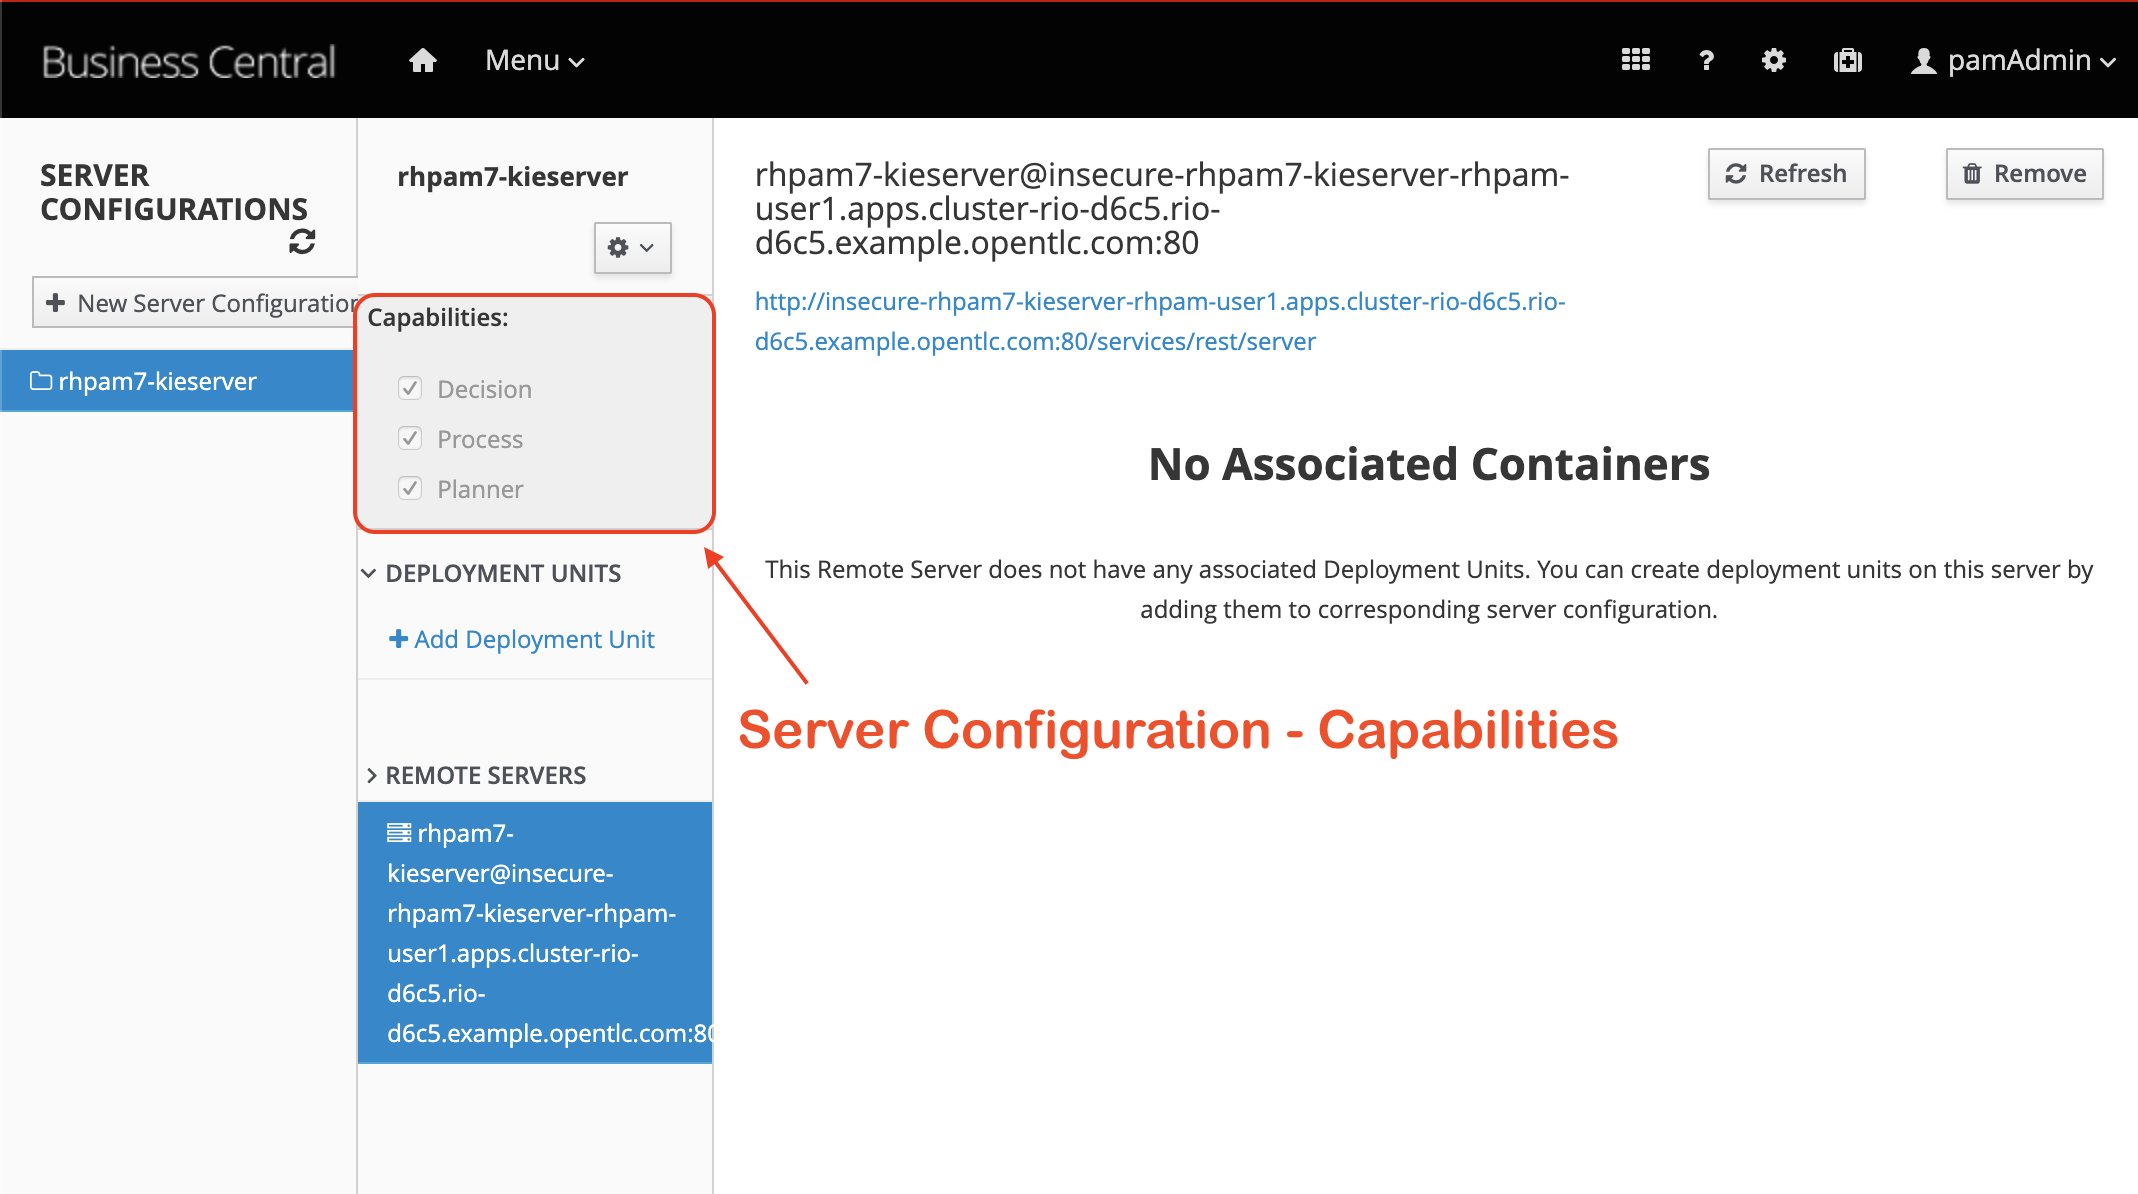 Business Central
Menu
?
pamAdmin
SERVER
CONFIGURATIONS
New Server Configuration
rhpam7-kieserver
rhpam7-kieserver
Capabilities:
Decision
Process
Planner
DEPLOYMENT UNITS
Add Deployment Unit
REMOTE SERVERS
rhpam7-
kieserver@insecure-
rhpam7-kieserver-rhpam-
user1.apps.cluster-rio-
d6c5.rio-
d6c5.example.opentlc.com:80
rhpam7-kieserver@insecure-rhpam7-kieserver-rhpam-
user1.apps.cluster-rio-d6c5.rio-
d6c5.example.opentlc.com:80
Refresh
Remove
http://insecure-rhpam7-kieserver-rhpam-user1.apps.cluster-rio-d6c5.rio-
d6c5.example.opentlc.com:80/services/rest/server
No Associated Containers
This Remote Server does not have any associated Deployment Units. You can create deployment units on this server by
adding them to corresponding server configuration.
Server Configuration - Capabilities